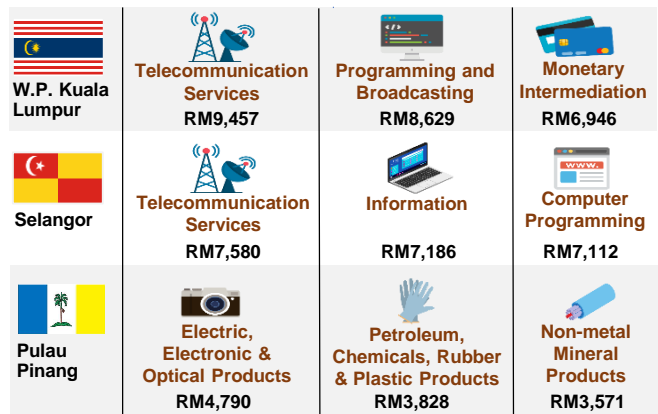 W.P. Kuala
Lumpur
Telecommunication
Services
RM9,457
Programming and
Broadcasting
RM8,629
Monetary
Intermediation
RM6,946
Selangor
Telecommunication
Services
RM7,580
Information
RM7,186
www.
Computer
Programming
RM7,112
Pulau
Pinang
Electric,
Electronic &
Optical Products
RM4,790
Petroleum,
Chemicals, Rubber
& Plastic Products
RM3,828
Non-metal
Mineral
Products
RM3,571